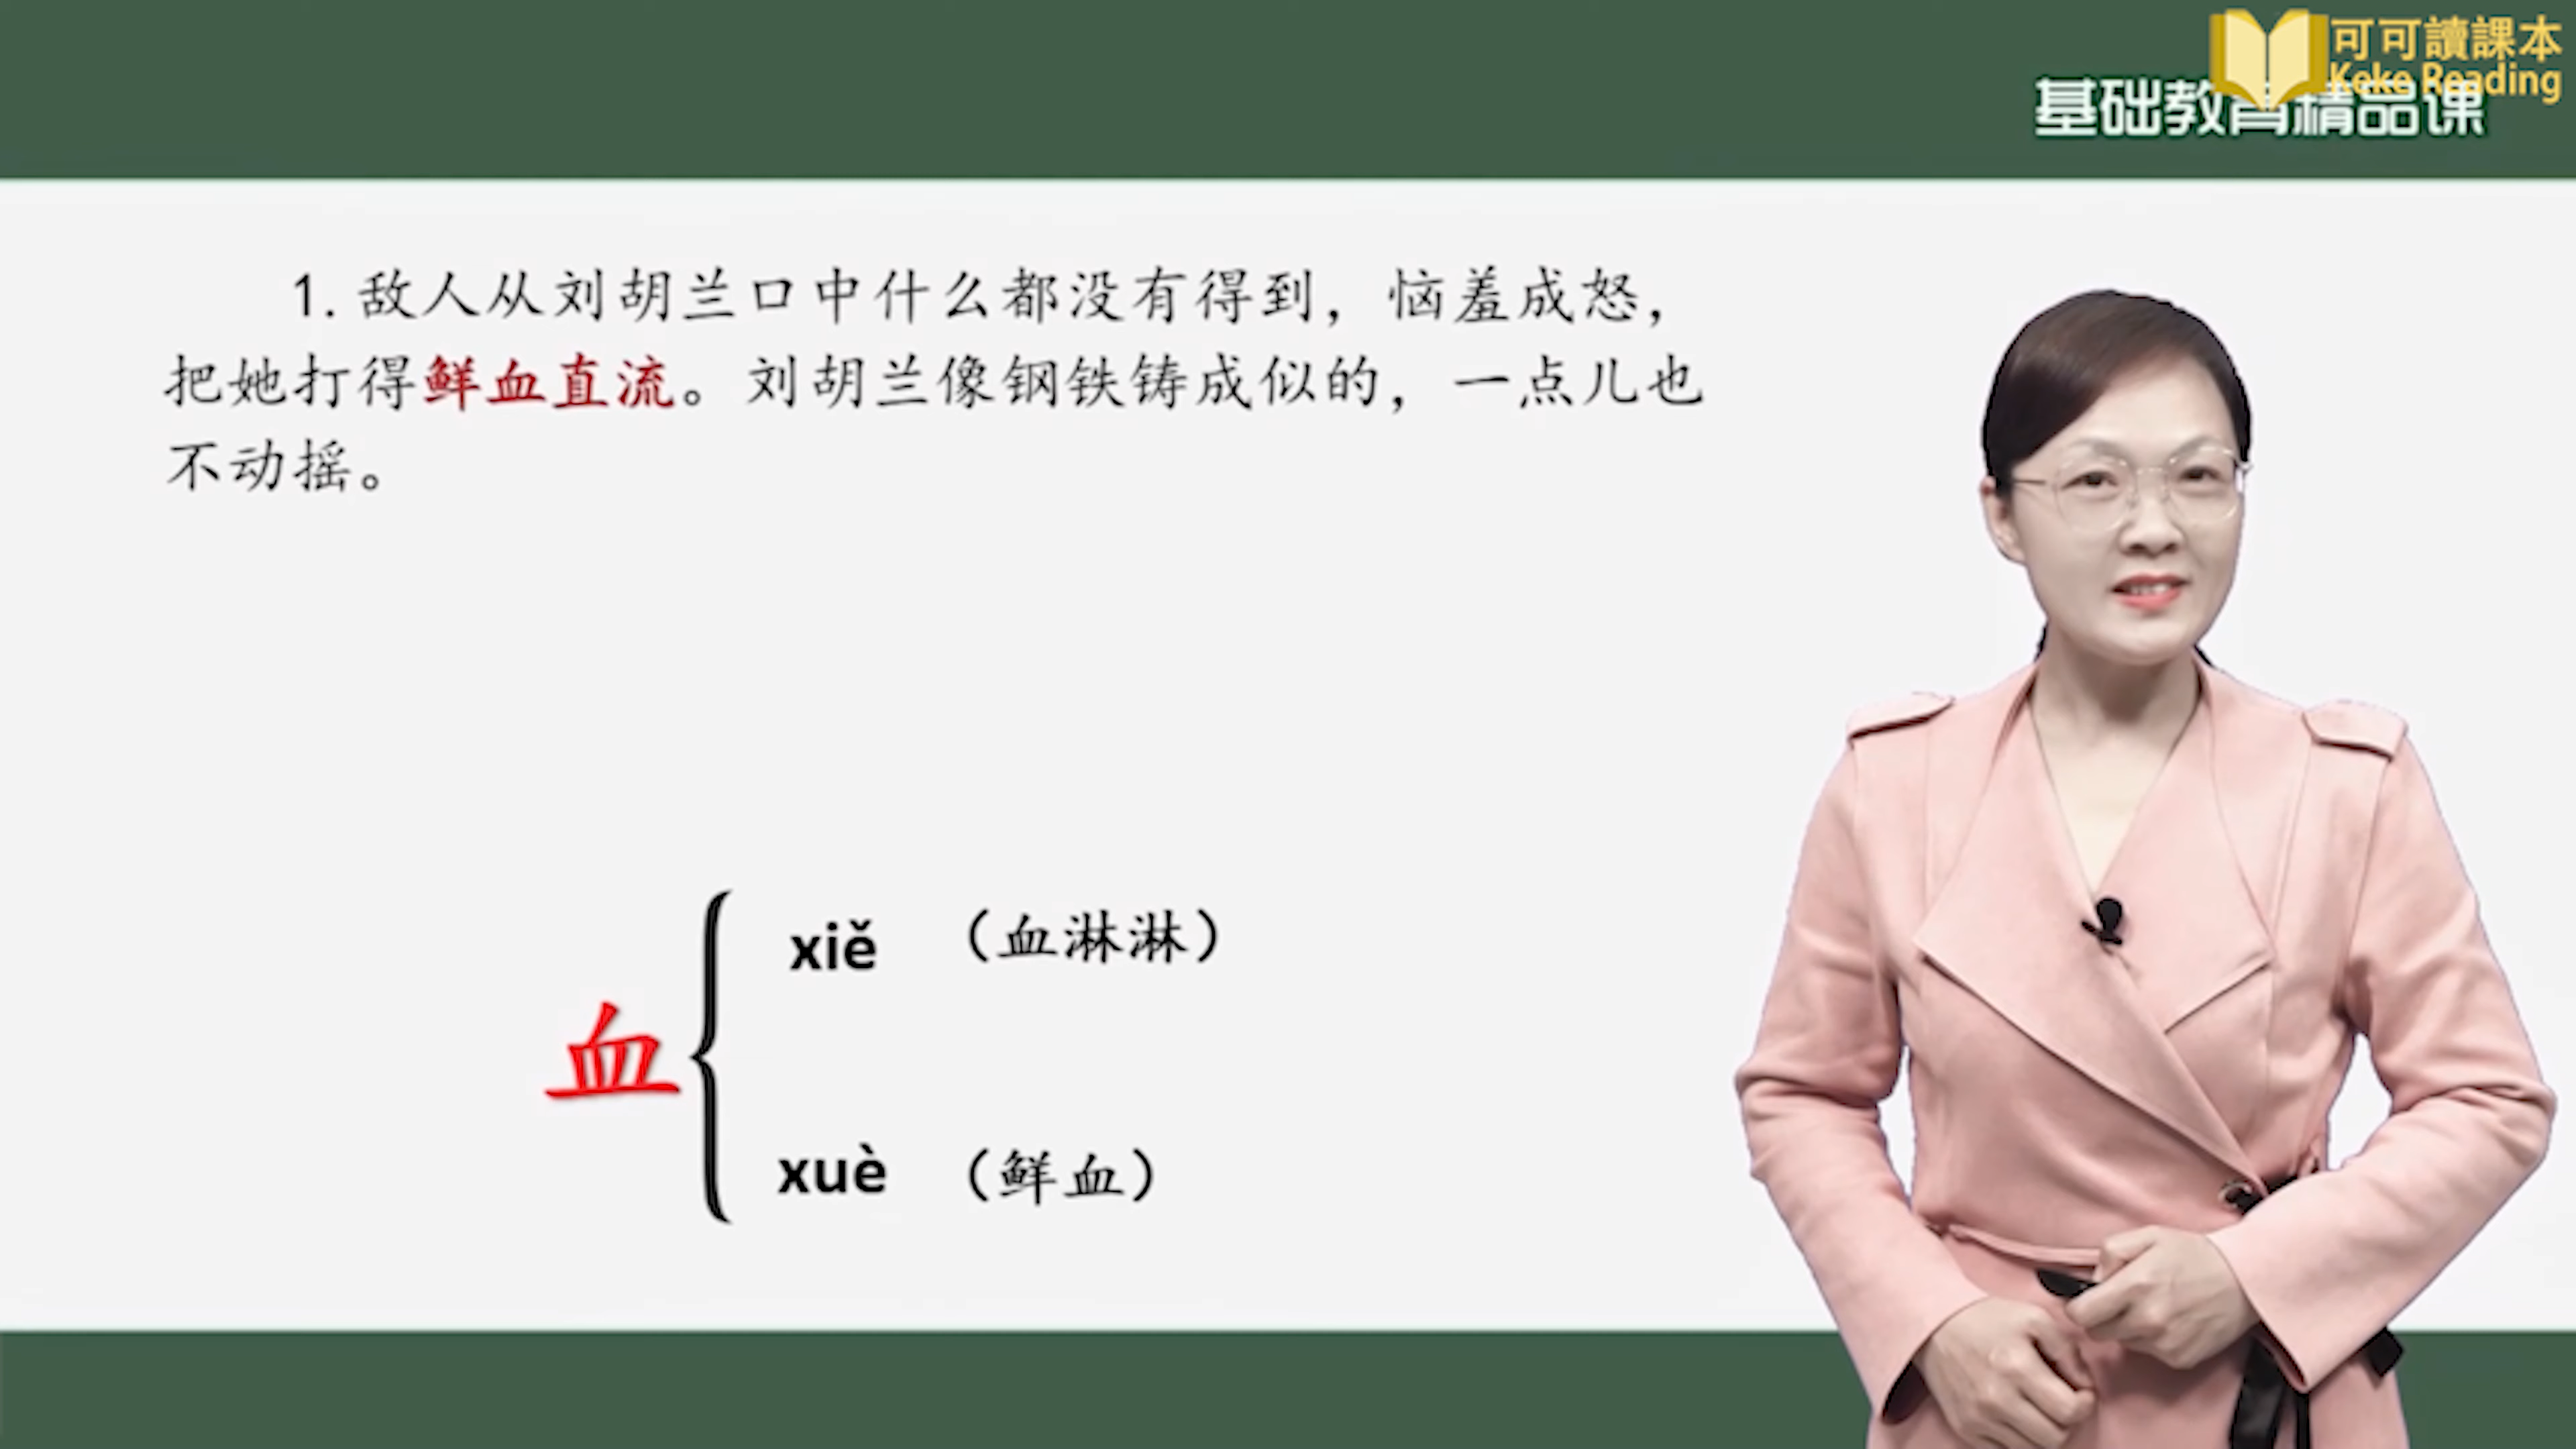 可可讀課本
Keke Reading
基础教育精品课
1. 敌人从刘胡兰口中什么都没有得到，恼羞成怒，
把她打得鲜血直流。刘胡兰像钢铁铸成似的，一点儿也
不动摇。
血
xiě （血淋淋）
xuè （鲜血）